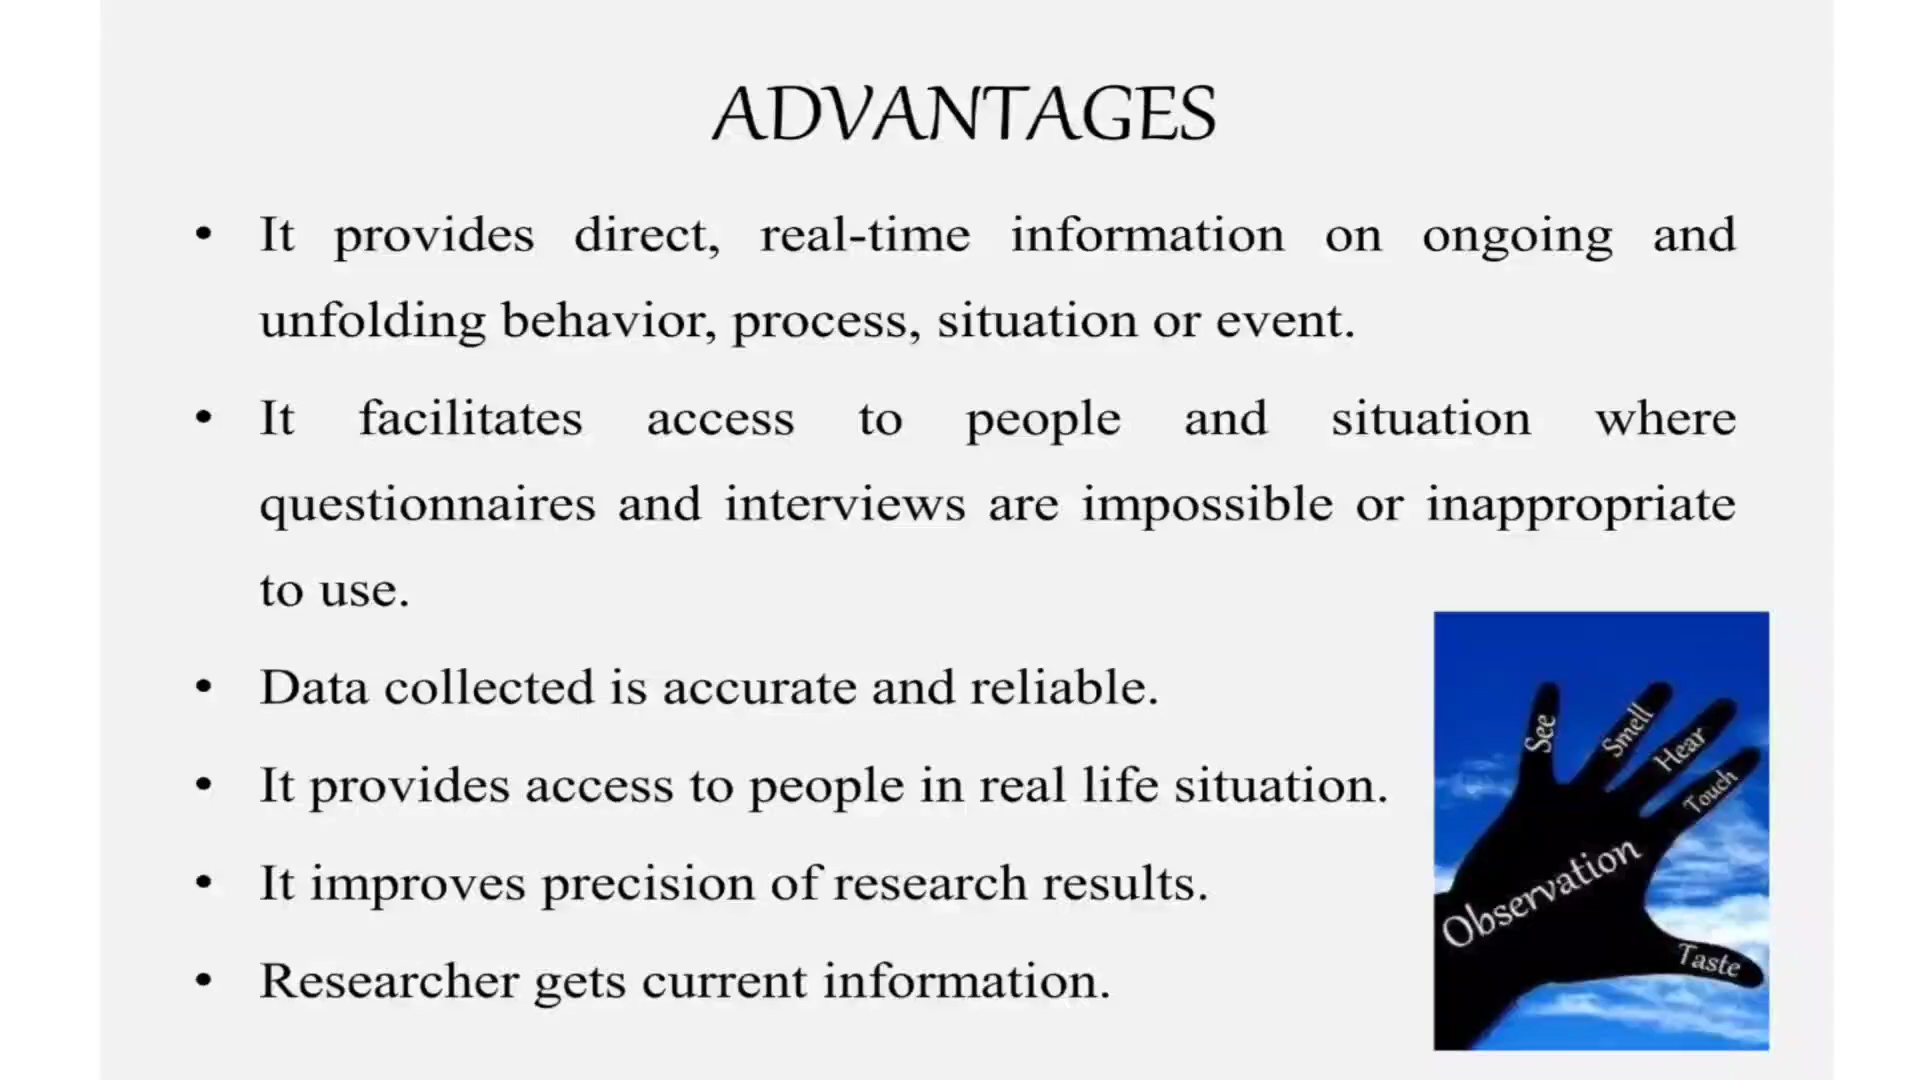 ADVANTAGES
• It provides direct, real-time information on ongoing and
unfolding behavior, process, situation or event.
• It facilitates access to people and situation where
questionnaires and interviews are impossible or inappropriate
to use.
• Data collected is accurate and reliable.
• It provides access to people in real life situation.
• It improves precision of research results.
• Researcher gets current information.
See
Smell
Hear
Touch
Observation
Taste